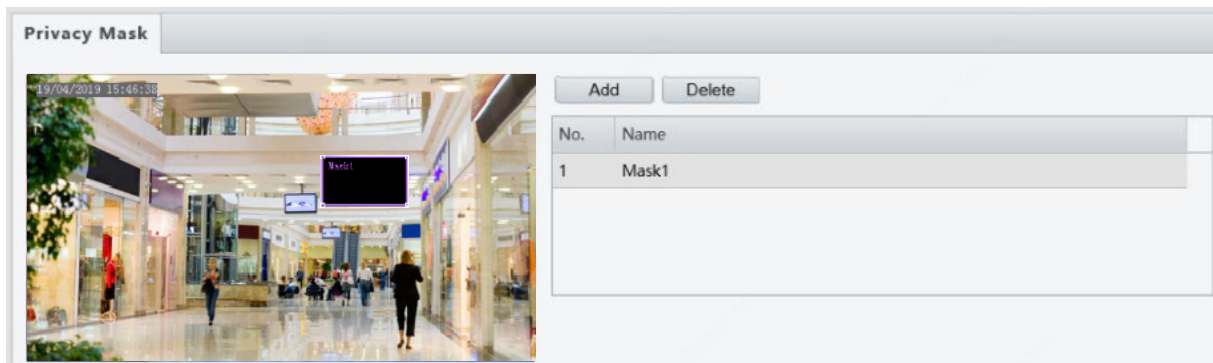 Privacy Mask
19/04/2019 15:46:38
Mask1
Add
Delete
No. Name
1 Mask1